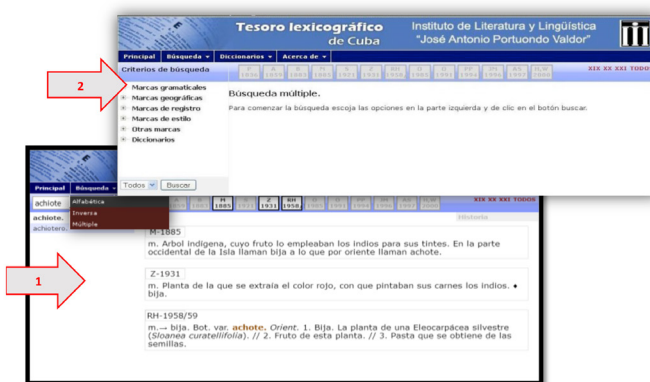 Tesoro lexicográfico
de Cuba
Instituto de Literatura y Lingüística
"José Antonio Portuondo Valdor"
Principal Búsqueda Diccionarios Acerca de
Criterios de búsqueda
XIX XX XXI TODOS
2
Marcas gramaticales
Marcas geográficas
Marcas de registro
Marcas de estilo
Otras marcas
Diccionarios
Búsqueda múltiple.
Para comenzar la búsqueda escoja las opciones en la parte izquierda y de clic en el botón buscar.
Todos Buscar
Principal Búsqueda
achiote
Alfabética
Inversa
Múltiple
M
1885
Z
1931
RH
1958
XIX XX XXI TODOS
achiote.
achiotero.
Historia
M-1885
m. Arbol indígena, cuyo fruto lo empleaban los indios para sus tintes. En la parte
occidental de la Isla llaman bija a lo que por oriente llaman achote.
1
Z-1931
m. Planta de la que se extraía el color rojo, con que pintaban sus carnes los indios. •
bija.
RH-1958/59
m.→ bija. Bot. var. achote. Orient. 1. Bija. La planta de una Eleocarpácea silvestre
(Sloanea curatellifolia). // 2. Fruto de esta planta. // 3. Pasta que se obtiene de las
semillas.